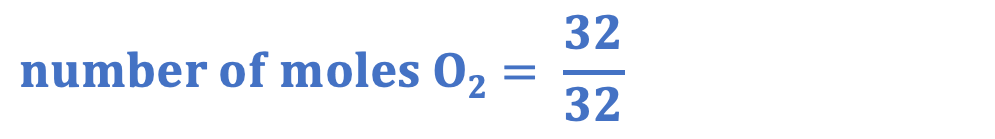 number of moles O₂ = 32/32